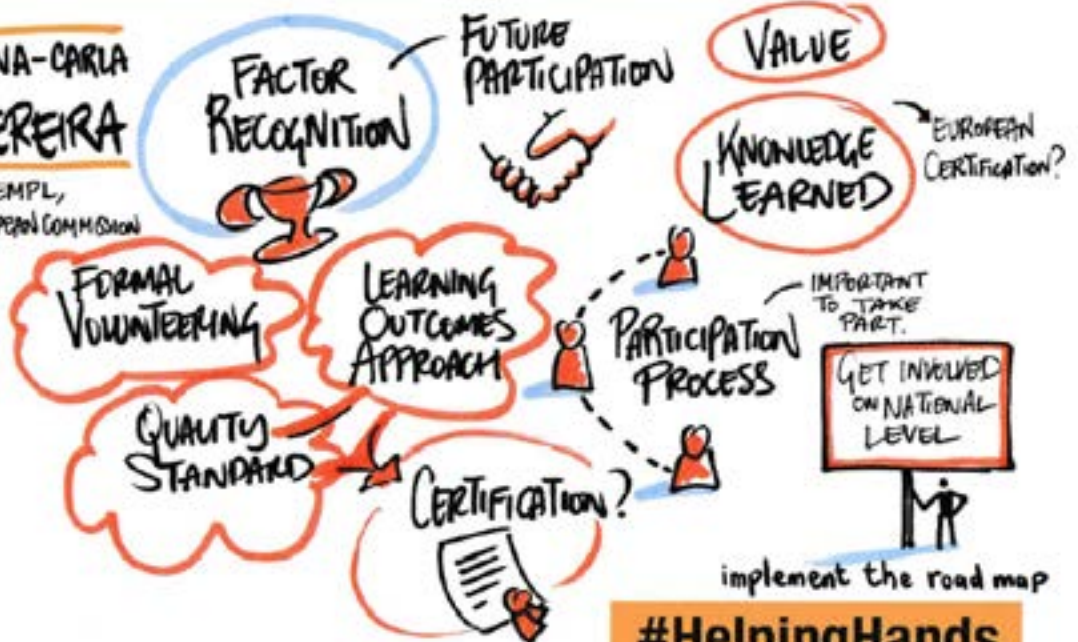 NA-CARLA
EREIRA
EMPL,
PEAN COMMISSION
FACTOR
RECOGNITION
FUTURE
PARTICIPATION
VALUE
KNOWLEDGE
LEARNED
EUROPEAN
CERTIFICATION?
FORMAL
VOLUNTEERING
LEARNING
OUTCOMES
APPROACH
PARTICIPATION
PROCESS
IMPORTANT
TO TAKE
PART.
GET INVOLVED
ON NATIONAL
LEVEL
QUALITY
STANDARD
CERTIFICATION?
implement the road map
#HelpingHands